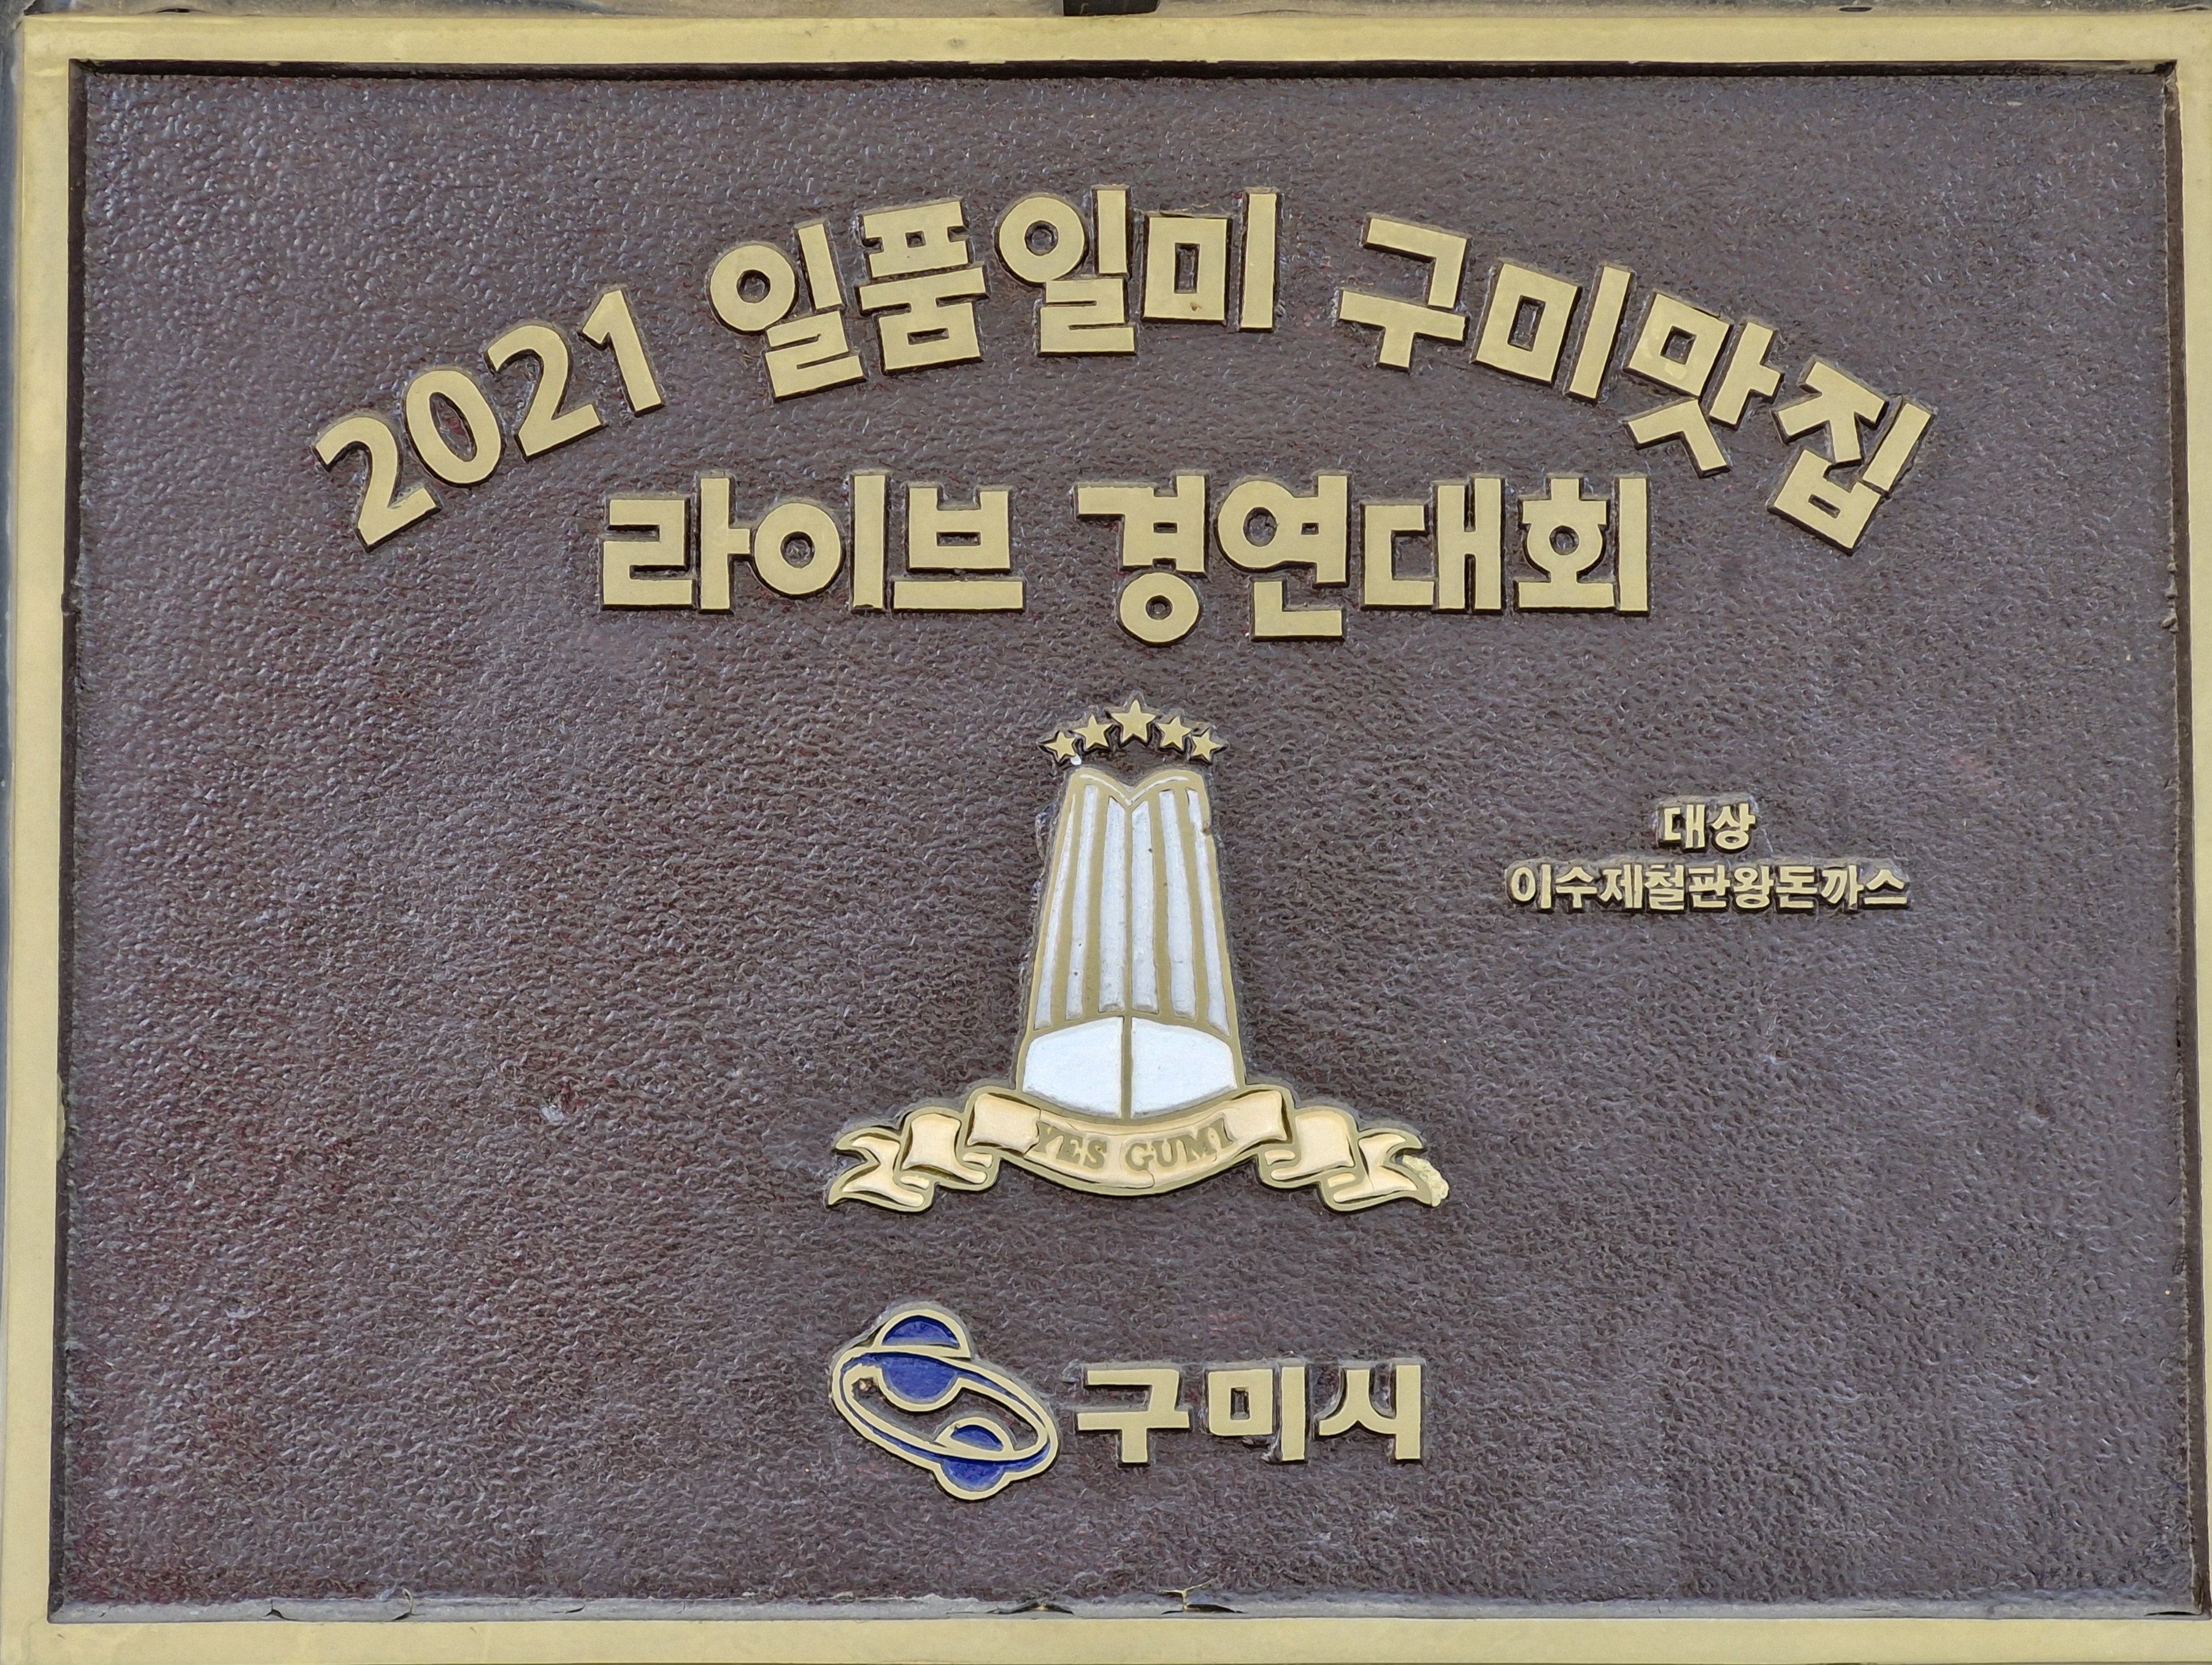 2021 일품일미 구미맛집
라이브 경연대회
대상
이수제철판왕돈까스
YES GUMI
구미시